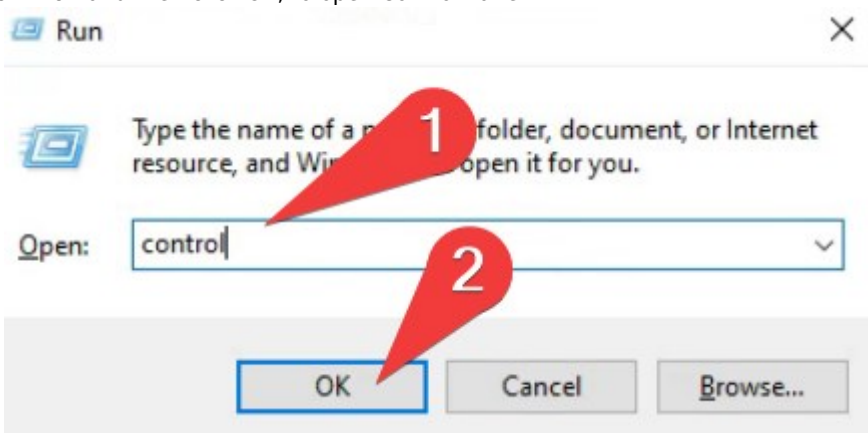 Run
Type the name of a folder, document, or Internet
resource, and open it for you.
1
Open: control
2
OK Cancel Browse...